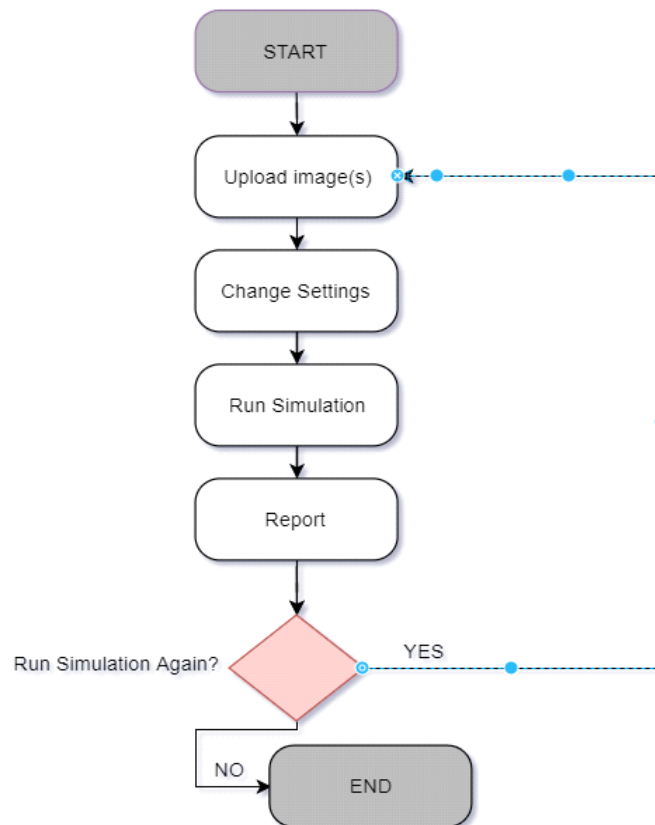 START
Upload image(s)
Change Settings
Run Simulation
Report
Run Simulation Again?
YES
NO
END